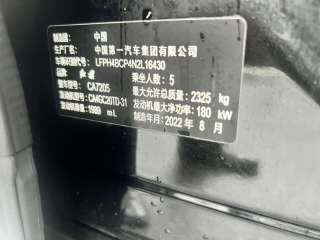 制造国： 中国
生产厂名： 中国第一汽车集团有限公司
车辆识别代号： LFPH4BCP4N2L16430
品牌： 乘坐人数： 5
整车型号： CA7205 最大允许总质量： 2325 kg
发动机型号： CA4GC20TD-31 发动机最大净功率： 180 kW
发动机排量： 1989 mL 制造年月： 2022 年 8 月